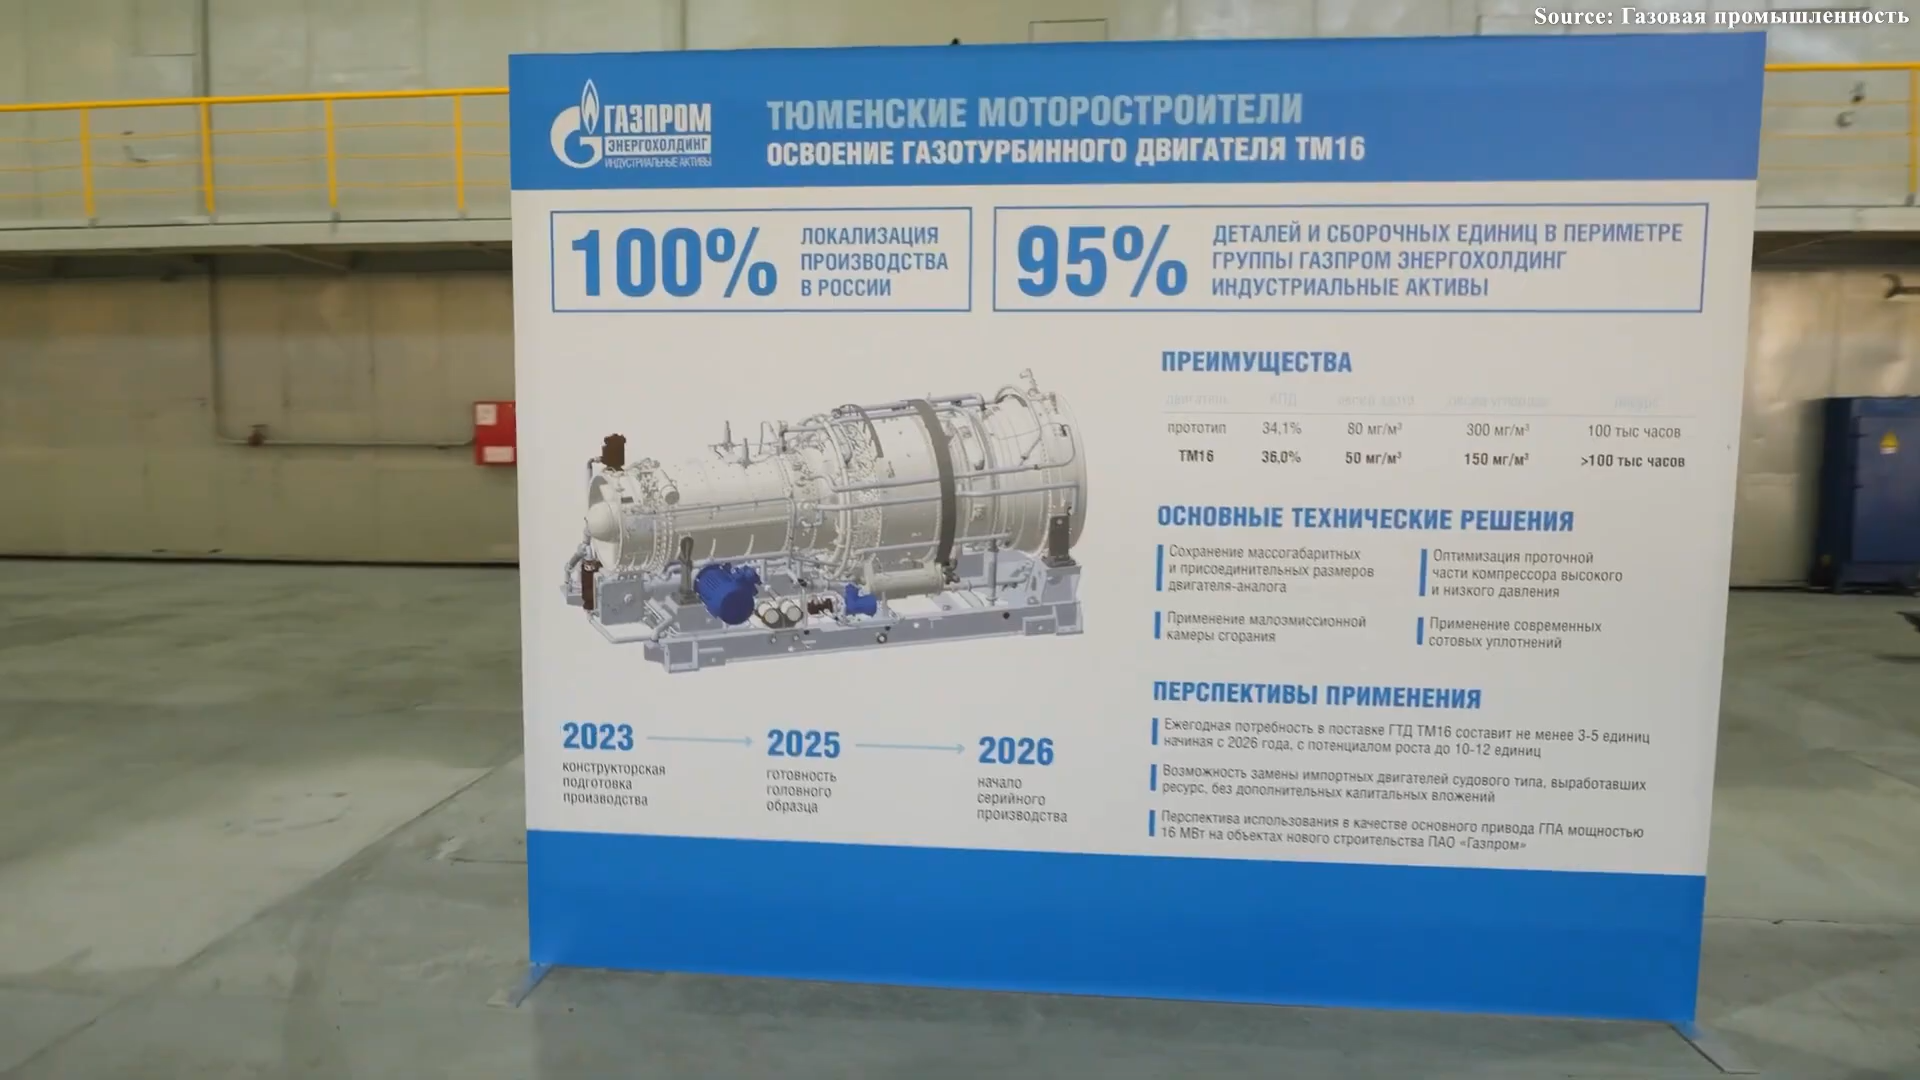 Source: Газовая промышленность
ГАЗПРОМ
ЭНЕРГОХОЛДИНГ
ИНДУСТРИАЛЬНЫЕ АКТИВЫ
ТЮМЕНСКИЕ МОТОРОСТРОИТЕЛИ
ОСВОЕНИЕ ГАЗОТУРБИННОГО ДВИГАТЕЛЯ ТМ16
100%
ЛОКАЛИЗАЦИЯ
ПРОИЗВОДСТВА
В РОССИИ
95%
ДЕТАЛЕЙ И СБОРОЧНЫХ ЕДИНИЦ В ПЕРИМЕТРЕ
ГРУППЫ ГАЗПРОМ ЭНЕРГОХОЛДИНГ
ИНДУСТРИАЛЬНЫЕ АКТИВЫ
ПРЕИМУЩЕСТВА
двигатель КПД оксид азота оксид углерода ресурс
прототип 34,1% 80 мг/м³ 300 мг/м³ 100 тыс часов
ТМ16 36,0% 50 мг/м³ 150 мг/м³ >100 тыс часов
ОСНОВНЫЕ ТЕХНИЧЕСКИЕ РЕШЕНИЯ
Сохранение массогабаритных
и присоединительных размеров
двигателя-аналога
Применение малоэмиссионной
камеры сгорания
Оптимизация проточной
части компрессора высокого
и низкого давления
Применение современных
сотовых уплотнений
ПЕРСПЕКТИВЫ ПРИМЕНЕНИЯ
Ежегодная потребность в поставке ГТД ТМ16 составит не менее 3-5 единиц
начиная с 2026 года, с потенциалом роста до 10-12 единиц
Возможность замены импортных двигателей судового типа, выработавших
ресурс, без дополнительных капитальных вложений
Перспектива использования в качестве основного привода ГПА мощностью
16 МВт на объектах нового строительства ПАО «Газпром»
2023
конструкторская
подготовка
производства
2025
готовность
головного
образца
2026
начало
серийного
производства